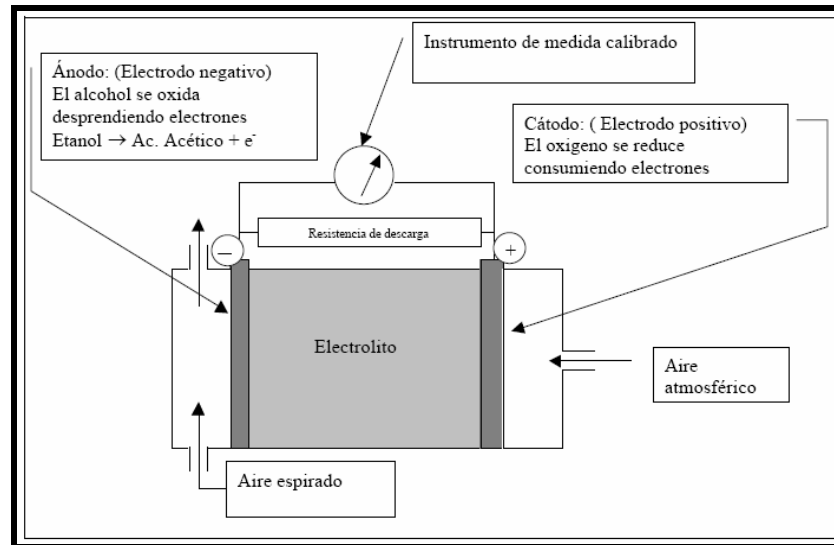 Instrumento de medida calibrado
Ánodo: (Electrodo negativo)
El alcohol se oxida
desprendiendo electrones
Etanol → Ac. Acético + e-
Cátodo: ( Electrodo positivo)
El oxigeno se reduce
consumiendo electrones
Resistencia de descarga
–
+
Electrolito
Aire
atmosférico
Aire espirado